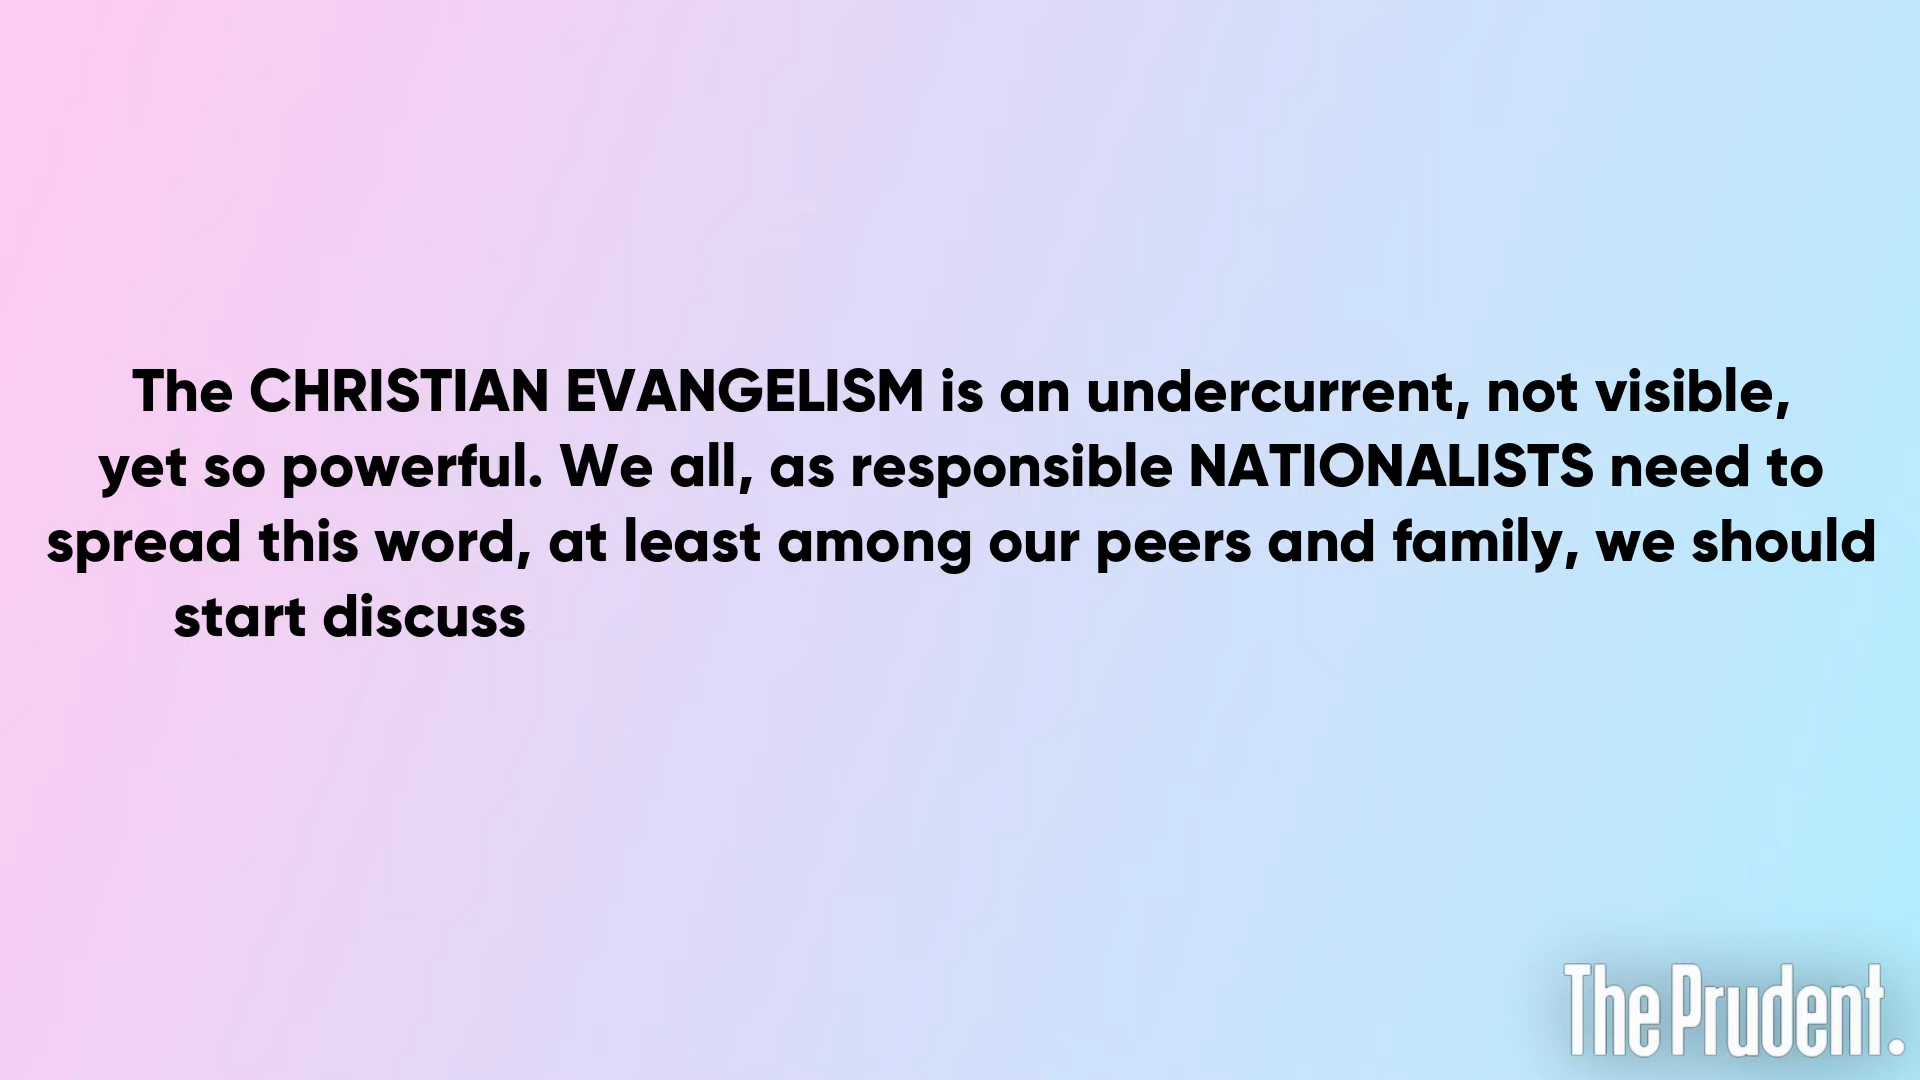 The CHRISTIAN EVANGELISM is an undercurrent, not visible,
yet so powerful. We all, as responsible NATIONALISTS need to
spread this word, at least among our peers and family, we should
start discuss
The Prudent.